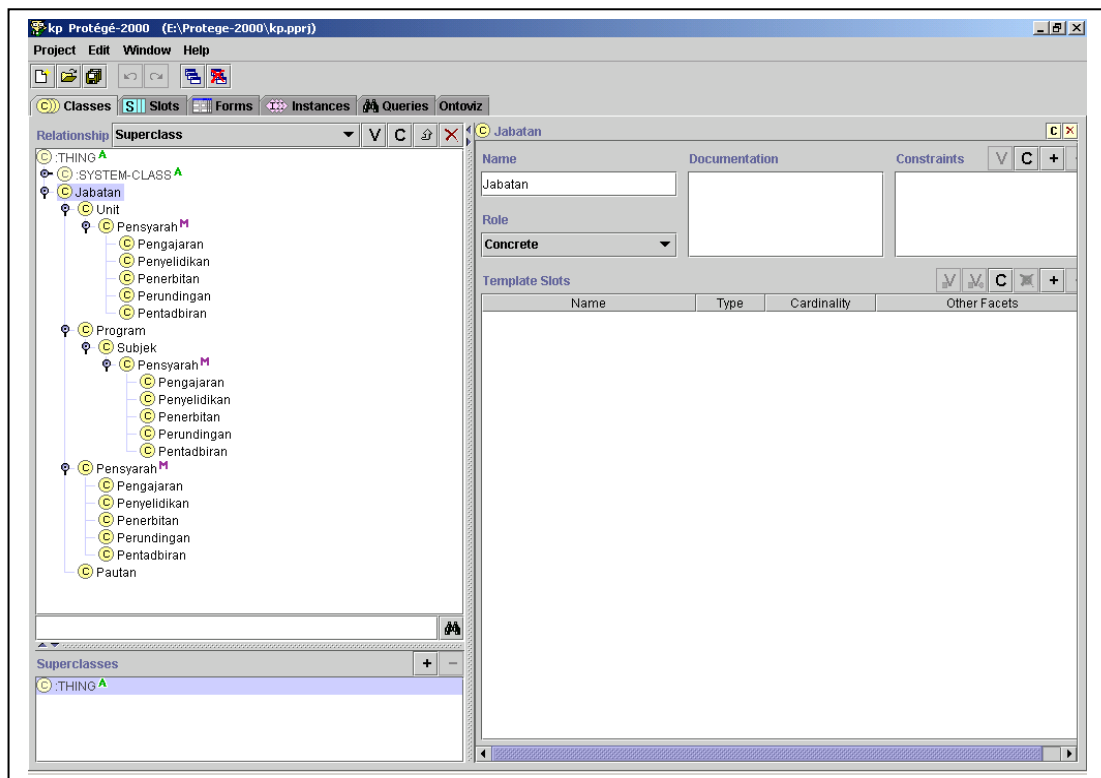 kp Protégé-2000 (E:\Protege-2000\kp.pprj)
Project Edit Window Help
Classes S Slots Forms Instances Queries Ontoviz
Relationship Superclass V C
C :THING A
C :SYSTEM-CLASS A
C Jabatan
C Unit
C Pensyarah M
C Pengajaran
C Penyelidikan
C Penerbitan
C Perundingan
C Pentadbiran
C Program
C Subjek
C Pensyarah M
C Pengajaran
C Penyelidikan
C Penerbitan
C Perundingan
C Pentadbiran
C Pensyarah M
C Pengajaran
C Penyelidikan
C Penerbitan
C Perundingan
C Pentadbiran
C Pautan
Superclasses + -
C :THING A
C Jabatan C ×
Name Documentation Constraints V C +
Jabatan
Role
Concrete
Template Slots V V C +
Name Type Cardinality Other Facets